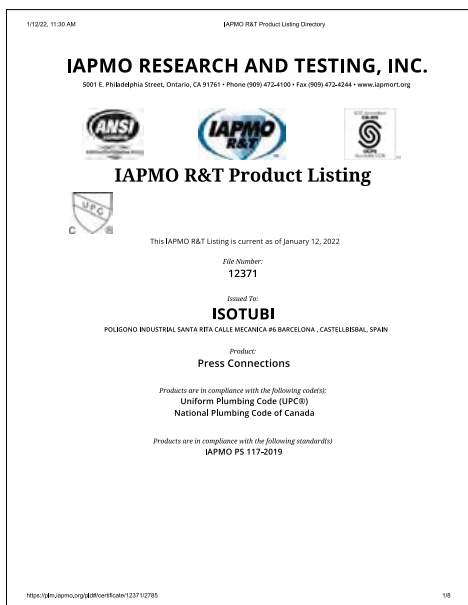 1/12/22, 11:30 AM IAPMO R&T Product Listing Directory
IAPMO RESEARCH AND TESTING, INC.
5001 E. Philadelphia Street, Ontario, CA 91761 • Phone (909) 472-4100 • Fax (909) 472-4244 • www.iapmort.org
ANSI
IAPMO
R&T
IAPMO R&T Product Listing
UPC
C ®
This IAPMO R&T Listing is current as of January 12, 2022
File Number:
12371
Issued To:
ISOTUBI
POLIGONO INDUSTRIAL SANTA RITA CALLE MECANICA #6 BARCELONA , CASTELLBISBAL, SPAIN
Product:
Press Connections
Products are in compliance with the following code(s):
Uniform Plumbing Code (UPC®)
National Plumbing Code of Canada
Products are in compliance with the following standard(s)
IAPMO PS 117-2019
https://plm.iapmo.org/pld#/certificate/12371/2785 1/8